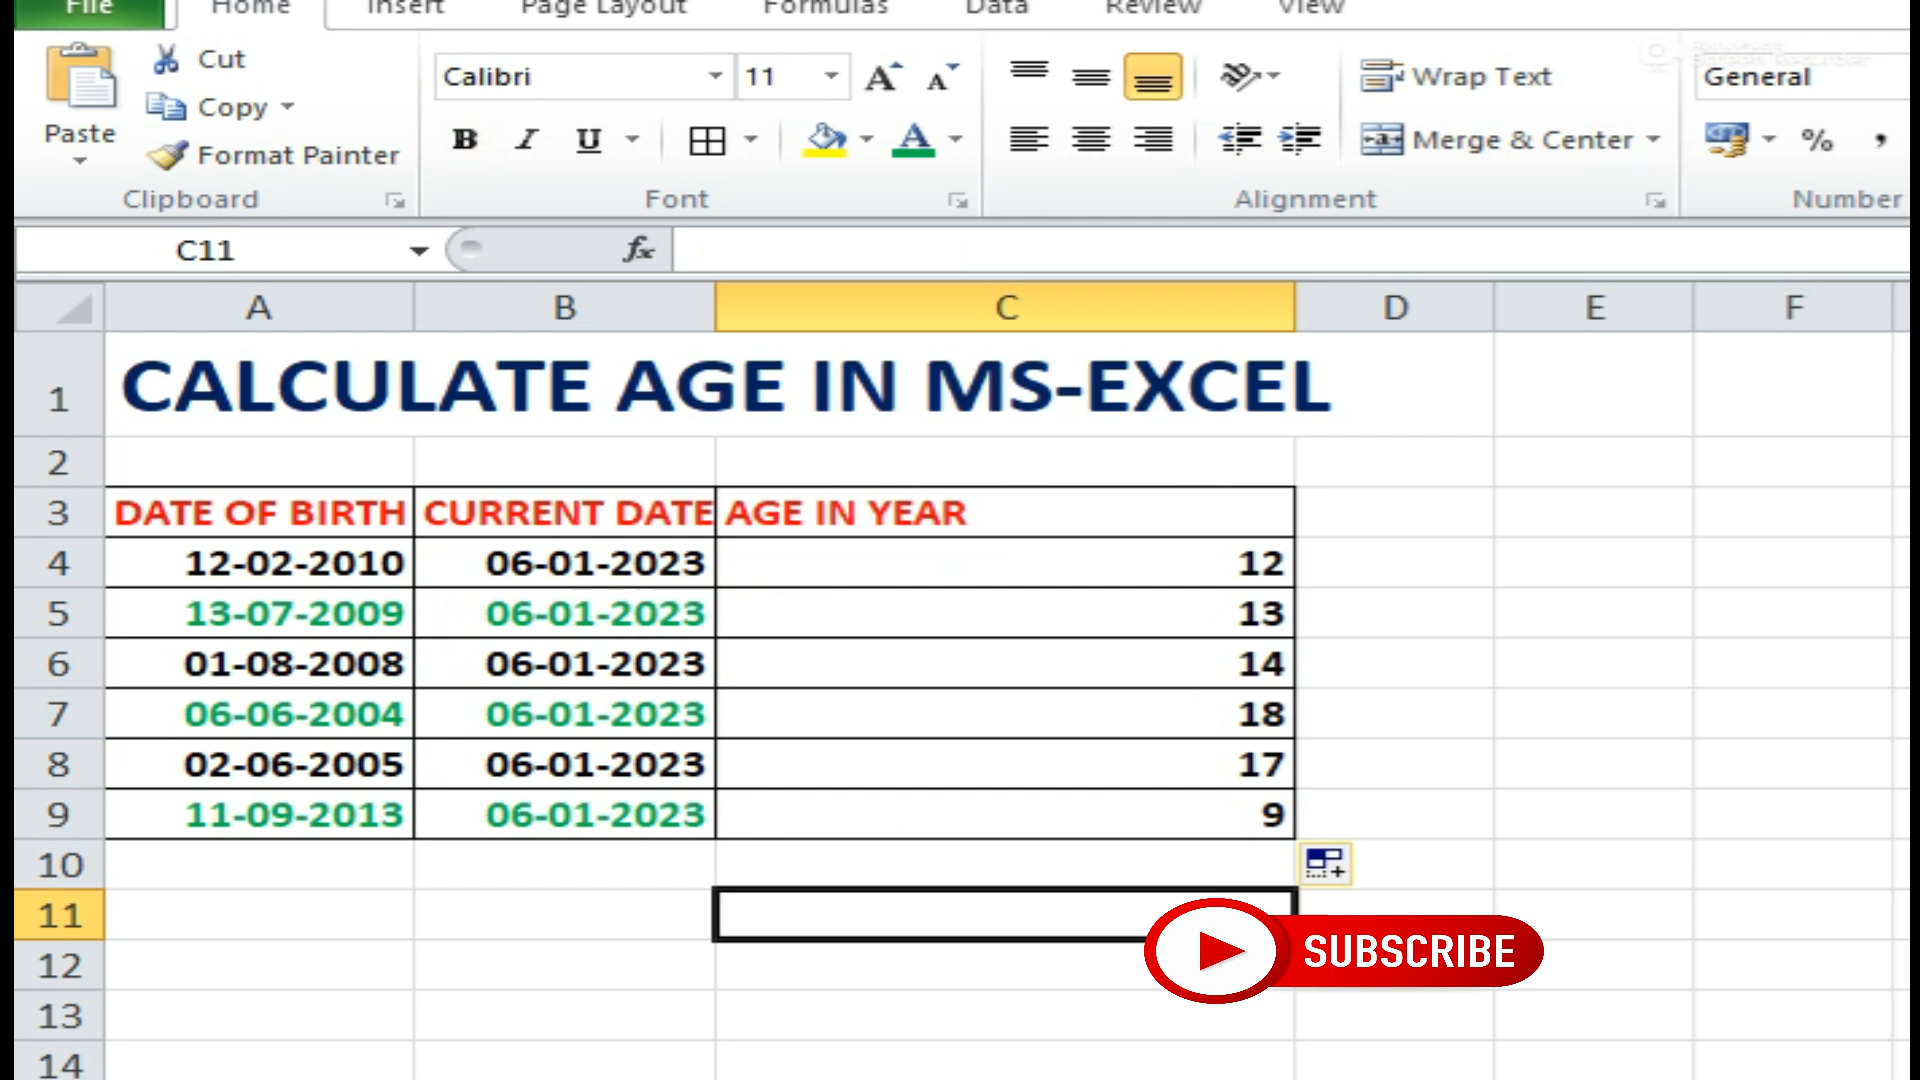 File Home Insert Page Layout Formulas Data Review View
Cut
Copy
Format Painter
Paste
Clipboard
Calibri 11
B I U
Font
Wrap Text
Merge & Center
Alignment
General
% ,
Number
C11 fx
A B C D E F
1 CALCULATE AGE IN MS-EXCEL
2
3 DATE OF BIRTH CURRENT DATE AGE IN YEAR
4 12-02-2010 06-01-2023 12
5 13-07-2009 06-01-2023 13
6 01-08-2008 06-01-2023 14
7 06-06-2004 06-01-2023 18
8 02-06-2005 06-01-2023 17
9 11-09-2013 06-01-2023 9
10
11
SUBSCRIBE
12
13
14